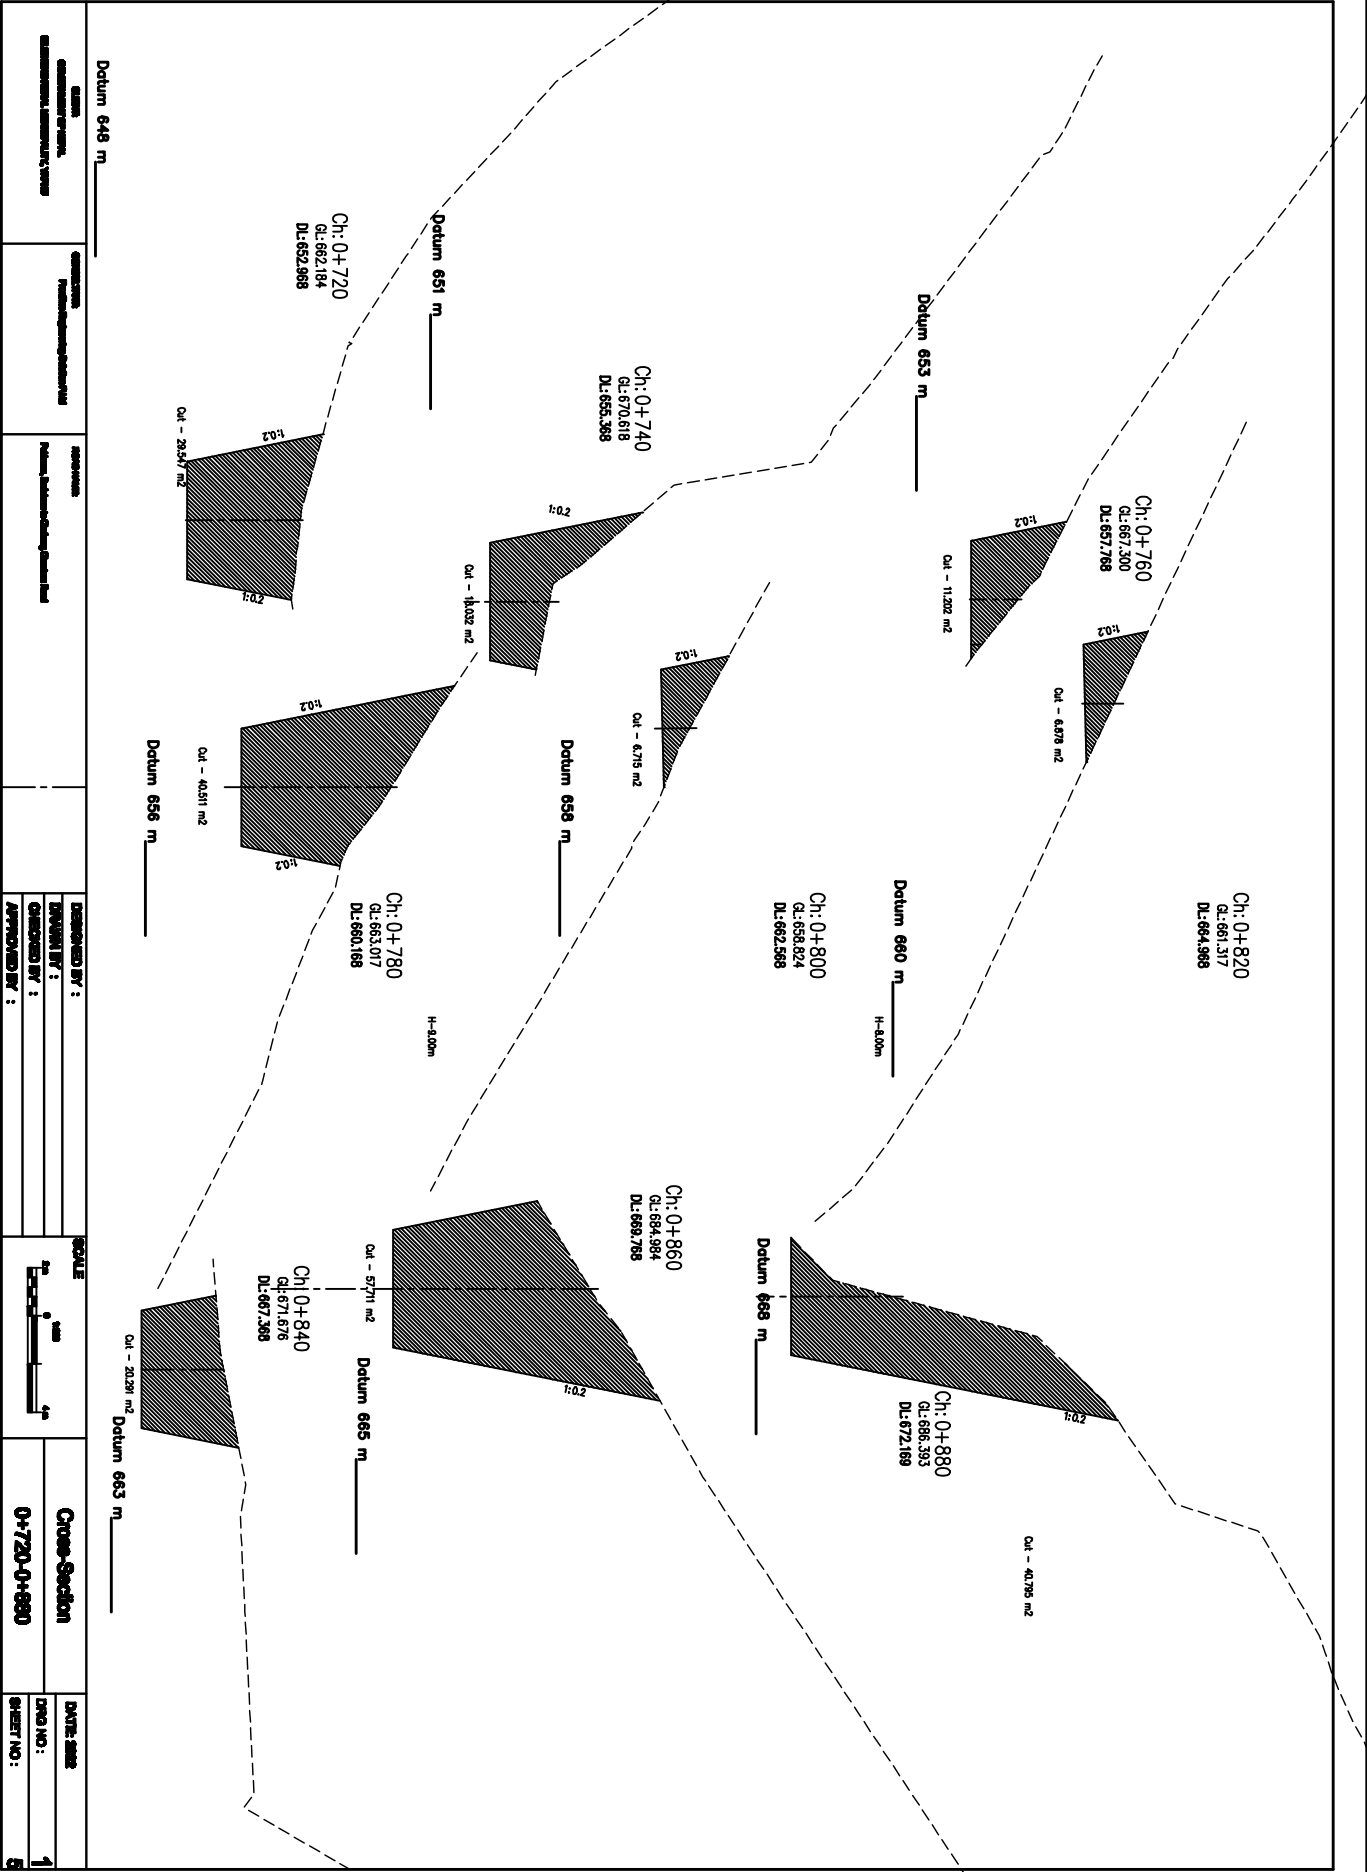 Datum 648 m
Ch: 0+720
GL:662.184
DL:652.968
1:0.2
1:0.2
Cut - 29.547 m2
Datum 651 m
Ch: 0+740
GL:670.618
DL:655.368
1:0.2
Datum 653 m
Ch: 0+760
GL:667.300
DL:657.768
1:0.2
Cut - 11.202 m2
1:0.2
1:0.2
Cut - 40.511 m2
Datum 656 m
Ch: 0+780
GL:663.017
DL:660.168
H=9.00m
1:0.2
Cut - 6.715 m2
Datum 658 m
Ch: 0+800
GL:658.824
DL:662.568
H=8.00m
1:0.2
Cut - 6.878 m2
Datum 660 m
Ch: 0+820
GL:661.317
DL:664.968
Ch: 0+840
GL:671.676
DL:667.368
Cut - 20.291 m2
Datum 663 m
Ch: 0+860
GL:684.984
DL:669.768
Cut - 57.711 m2
1:0.2
Datum 665 m
Datum 668 m
Ch: 0+880
GL:686.393
DL:672.169
1:0.2
Cut - 40.795 m2
DESIGNED BY :
DRAWN BY :
CHECKED BY :
APPROVED BY :
SCALE
2m 0 4m
Cross-Section
0+720-0+880
DATE: 
DRG NO : 1
SHEET NO : 5